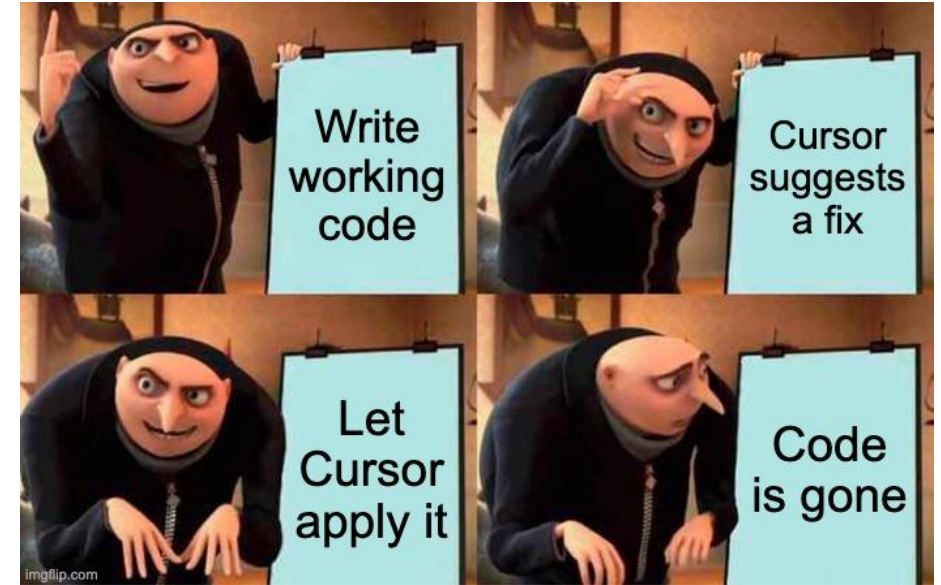 Write
working
code
Cursor
suggests
a fix
Let
Cursor
apply it
Code
is gone
imgflip.com